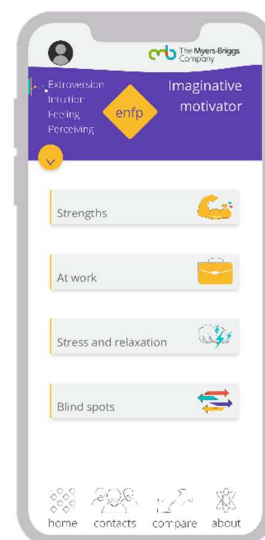 The Myers-Briggs
Company
Extroversion
Intuition
Feeling
Perceiving
enfp
Imaginative
motivator
Strengths
At work
Stress and relaxation
Blind spots
home contacts compare about